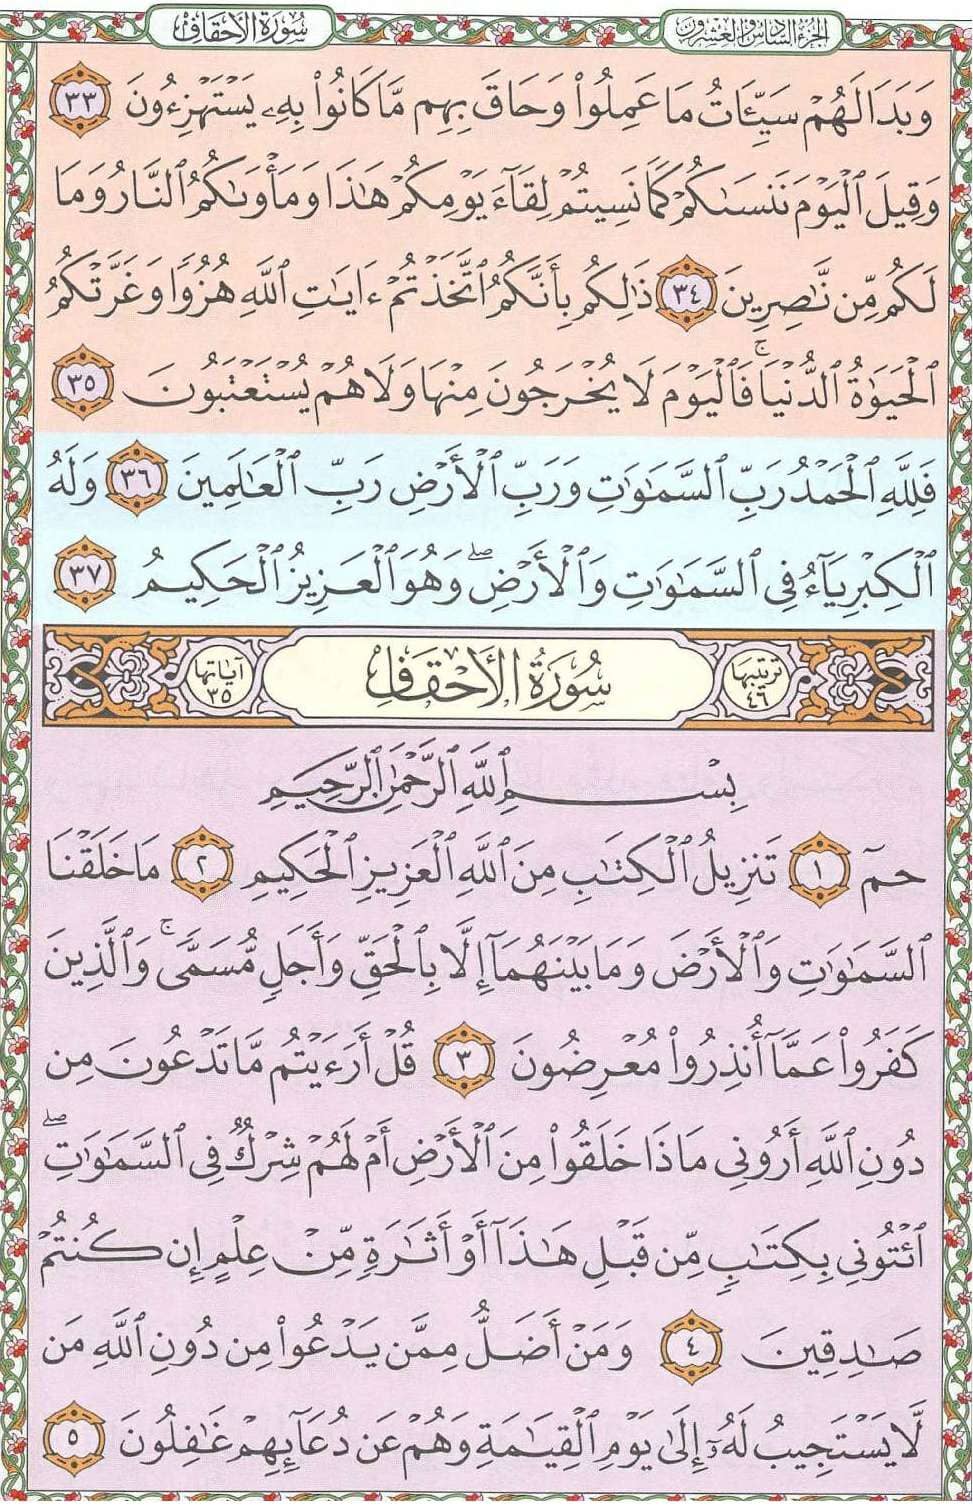 الجزء السادس والعشرون
سورة الأحقاف
وَبَدَا لَهُمْ سَيِّـَٔاتُ مَا عَمِلُوا۟ وَحَاقَ بِهِم مَّا كَانُوا۟ بِهِۦ يَسْتَهْزِءُونَ ٣٣
وَقِيلَ ٱلْيَوْمَ نَنسَىٰكُمْ كَمَا نَسِيتُمْ لِقَآءَ يَوْمِكُمْ هَٰذَا وَمَأْوَىٰكُمُ ٱلنَّارُ وَمَا
لَكُم مِّن نَّٰصِرِينَ ٣٤ ذَٰلِكُم بِأَنَّكُمُ ٱتَّخَذْتُمْ ءَايَٰتِ ٱللَّهِ هُزُوًا وَغَرَّتْكُمُ
ٱلْحَيَوٰةُ ٱلدُّنْيَا ۚ فَٱلْيَوْمَ لَا يُخْرَجُونَ مِنْهَا وَلَا هُمْ يُسْتَعْتَبُونَ ٣٥
فَلِلَّهِ ٱلْحَمْدُ رَبِّ ٱلسَّمَٰوَٰتِ وَرَبِّ ٱلْأَرْضِ رَبِّ ٱلْعَٰلَمِينَ ٣٦ وَلَهُ
ٱلْكِبْرِيَآءُ فِى ٱلسَّمَٰوَٰتِ وَٱلْأَرْضِ ۖ وَهُوَ ٱلْعَزِيزُ ٱلْحَكِيمُ ٣٧
ترتيبها ٤٦ سُورَةُ الأَحْقَافِ آياتها ٣٥
بِسْمِ ٱللَّهِ ٱلرَّحْمَٰنِ ٱلرَّحِيمِ
حمٓ ١ تَنزِيلُ ٱلْكِتَٰبِ مِنَ ٱللَّهِ ٱلْعَزِيزِ ٱلْحَكِيمِ ٢ مَا خَلَقْنَا
ٱلسَّمَٰوَٰتِ وَٱلْأَرْضَ وَمَا بَيْنَهُمَآ إِلَّا بِٱلْحَقِّ وَأَجَلٍ مُّسَمًّى ۚ وَٱلَّذِينَ
كَفَرُوا۟ عَمَّآ أُنذِرُوا۟ مُعْرِضُونَ ٣ قُلْ أَرَءَيْتُم مَّا تَدْعُونَ مِن
دُونِ ٱللَّهِ أَرُونِى مَاذَا خَلَقُوا۟ مِنَ ٱلْأَرْضِ أَمْ لَهُمْ شِرْكٌ فِى ٱلسَّمَٰوَٰتِ ۖ
ٱئْتُونِى بِكِتَٰبٍ مِّن قَبْلِ هَٰذَآ أَوْ أَثَٰرَةٍ مِّنْ عِلْمٍ إِن كُنتُمْ
صَٰدِقِينَ ٤ وَمَنْ أَضَلُّ مِمَّن يَدْعُوا۟ مِن دُونِ ٱللَّهِ مَن
لَّا يَسْتَجِيبُ لَهُۥٓ إِلَىٰ يَوْمِ ٱلْقِيَٰمَةِ وَهُمْ عَن دُعَآئِهِمْ غَٰفِلُونَ ٥